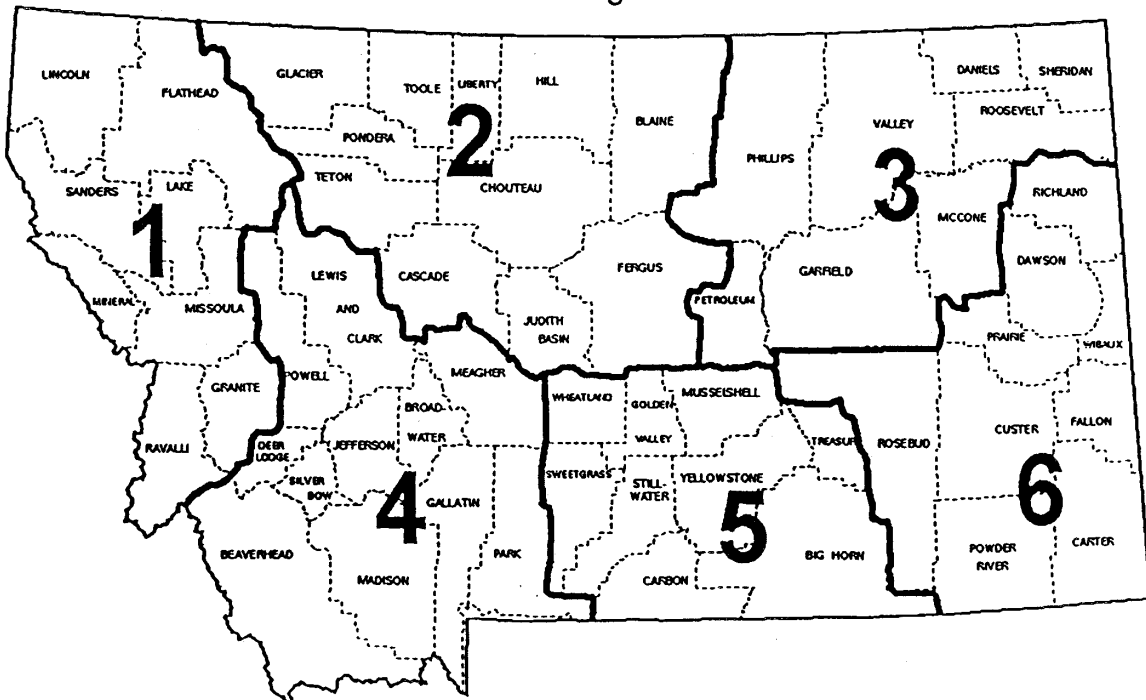 LINCOLN
FLATHEAD
GLACIER
TOOLE
LIBERTY
HILL
BLAINE
PHILLIPS
VALLEY
DANIELS
SHERIDAN
ROOSEVELT
PONDERA
2
TETON
CHOUTEAU
3
SANDERS
LAKE
1
MCCONE
RICHLAND
DAWSON
LEWIS
AND
CLARK
CASCADE
FERGUS
GARFIELD
PETROLEUM
MINERAL
MISSOULA
JUDITH
BASIN
PRAIRIE
WIBAUX
GRANITE
POWELL
MEAGHER
WHEATLAND
GOLDEN
VALLEY
MUSSELSHELL
BROAD
WATER
RAVALLI
DEER
LODGE
JEFFERSON
TREASUR
ROSEBUD
CUSTER
FALLON
SILVER
BOW
4
GALLATIN
SWEETGRASS
STILL-
WATER
YELLOWSTONE
5
6
BEAVERHEAD
MADISON
PARK
CARBON
BIG HORN
POWDER
RIVER
CARTER